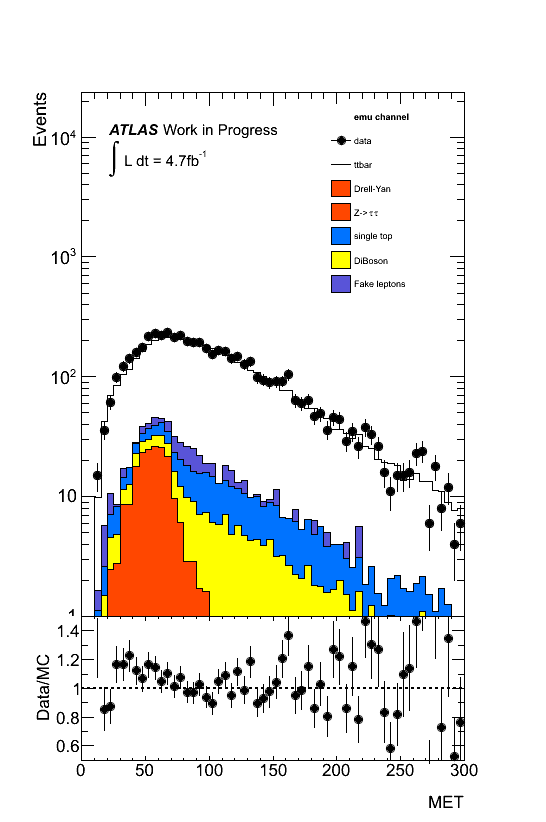 Events
10⁴
10³
10²
10
1
ATLAS Work in Progress
∫ L dt = 4.7fb⁻¹
emu channel
data
ttbar
Drell-Yan
Z->ττ
single top
DiBoson
Fake leptons
Data/MC
1.4
1.2
1
0.8
0.6
0 50 100 150 200 250 300
MET